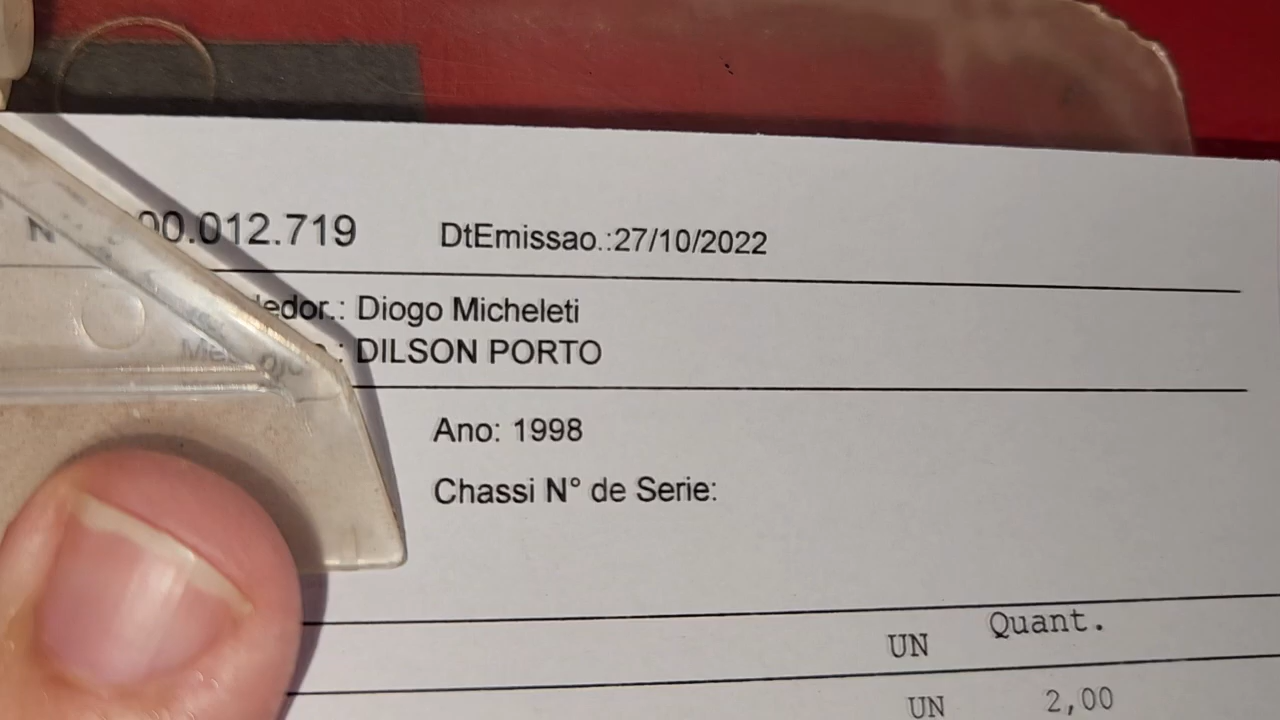 00.012.719 DtEmissao.:27/10/2022
Diogo Micheleti
DILSON PORTO
Ano: 1998
Chassi N° de Serie:
UN Quant.
UN 2,00